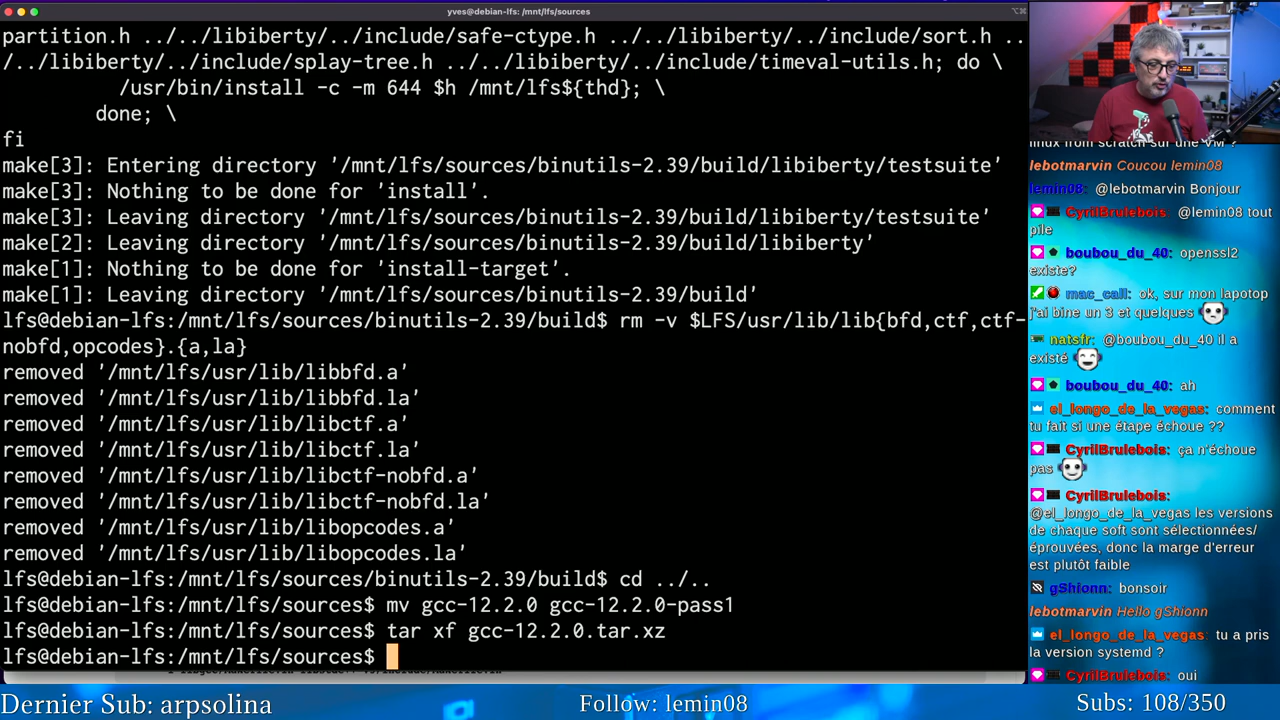 yves@debian-lfs: /mnt/lfs/sources
partition.h ../../libiberty/../include/safe-ctype.h ../../libiberty/../include/sort.h ..
/../libiberty/../include/splay-tree.h ../../libiberty/../include/timeval-utils.h; do \
/usr/bin/install -c -m 644 $h /mnt/lfs${thd}; \
done; \
fi
make[3]: Entering directory '/mnt/lfs/sources/binutils-2.39/build/libiberty/testsuite'
make[3]: Nothing to be done for 'install'.
make[3]: Leaving directory '/mnt/lfs/sources/binutils-2.39/build/libiberty/testsuite'
make[2]: Leaving directory '/mnt/lfs/sources/binutils-2.39/build/libiberty'
make[1]: Nothing to be done for 'install-target'.
make[1]: Leaving directory '/mnt/lfs/sources/binutils-2.39/build'
lfs@debian-lfs:/mnt/lfs/sources/binutils-2.39/build$ rm -v $LFS/usr/lib/lib{bfd,ctf,ctf-
nobfd,opcodes}.{a,la}
removed '/mnt/lfs/usr/lib/libbfd.a'
removed '/mnt/lfs/usr/lib/libbfd.la'
removed '/mnt/lfs/usr/lib/libctf.a'
removed '/mnt/lfs/usr/lib/libctf.la'
removed '/mnt/lfs/usr/lib/libctf-nobfd.a'
removed '/mnt/lfs/usr/lib/libctf-nobfd.la'
removed '/mnt/lfs/usr/lib/libopcodes.a'
removed '/mnt/lfs/usr/lib/libopcodes.la'
lfs@debian-lfs:/mnt/lfs/sources/binutils-2.39/build$ cd ../..
lfs@debian-lfs:/mnt/lfs/sources$ mv gcc-12.2.0 gcc-12.2.0-pass1
lfs@debian-lfs:/mnt/lfs/sources$ tar xf gcc-12.2.0.tar.xz
lfs@debian-lfs:/mnt/lfs/sources$
linux from scratch sur une VM ?
lebotmarvin Coucou lemin08
lemin08: @lebotmarvin Bonjour
CyrilBrulebois: @lemin08 tout
pile
boubou_du_40: openssl2
existe?
mac_call: ok, sur mon lapotop
j'ai bine un 3 et quelques
natsfr: @boubou_du_40 il a
existé
boubou_du_40: ah
el_longo_de_la_vegas: comment
tu fait si une étape échoue ??
CyrilBrulebois: ça n'échoue
pas
CyrilBrulebois:
@el_longo_de_la_vegas les versions
de chaque soft sont sélectionnées/
éprouvées, donc la marge d'erreur
est plutôt faible
gShionn: bonsoir
lebotmarvin Hello gShionn
el_longo_de_la_vegas: tu a pris
la version systemd ?
CyrilBrulebois: oui
Dernier Sub: arpsolina
Follow: lemin08
Subs: 108/350